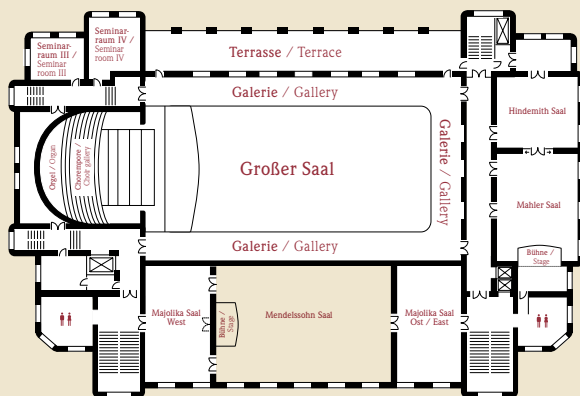 Seminar-
raum III /
Seminar
room III
Seminar-
raum IV /
Seminar
room IV
Terrasse / Terrace
Galerie / Gallery
Hindemith Saal
Orgel / Organ
Chorempore /
Choir gallery
Großer Saal
Galerie / Gallery
Mahler Saal
Galerie / Gallery
Bühne /
Stage
Majolika Saal
West
Bühne /
Stage
Mendelssohn Saal
Majolika Saal
Ost / East